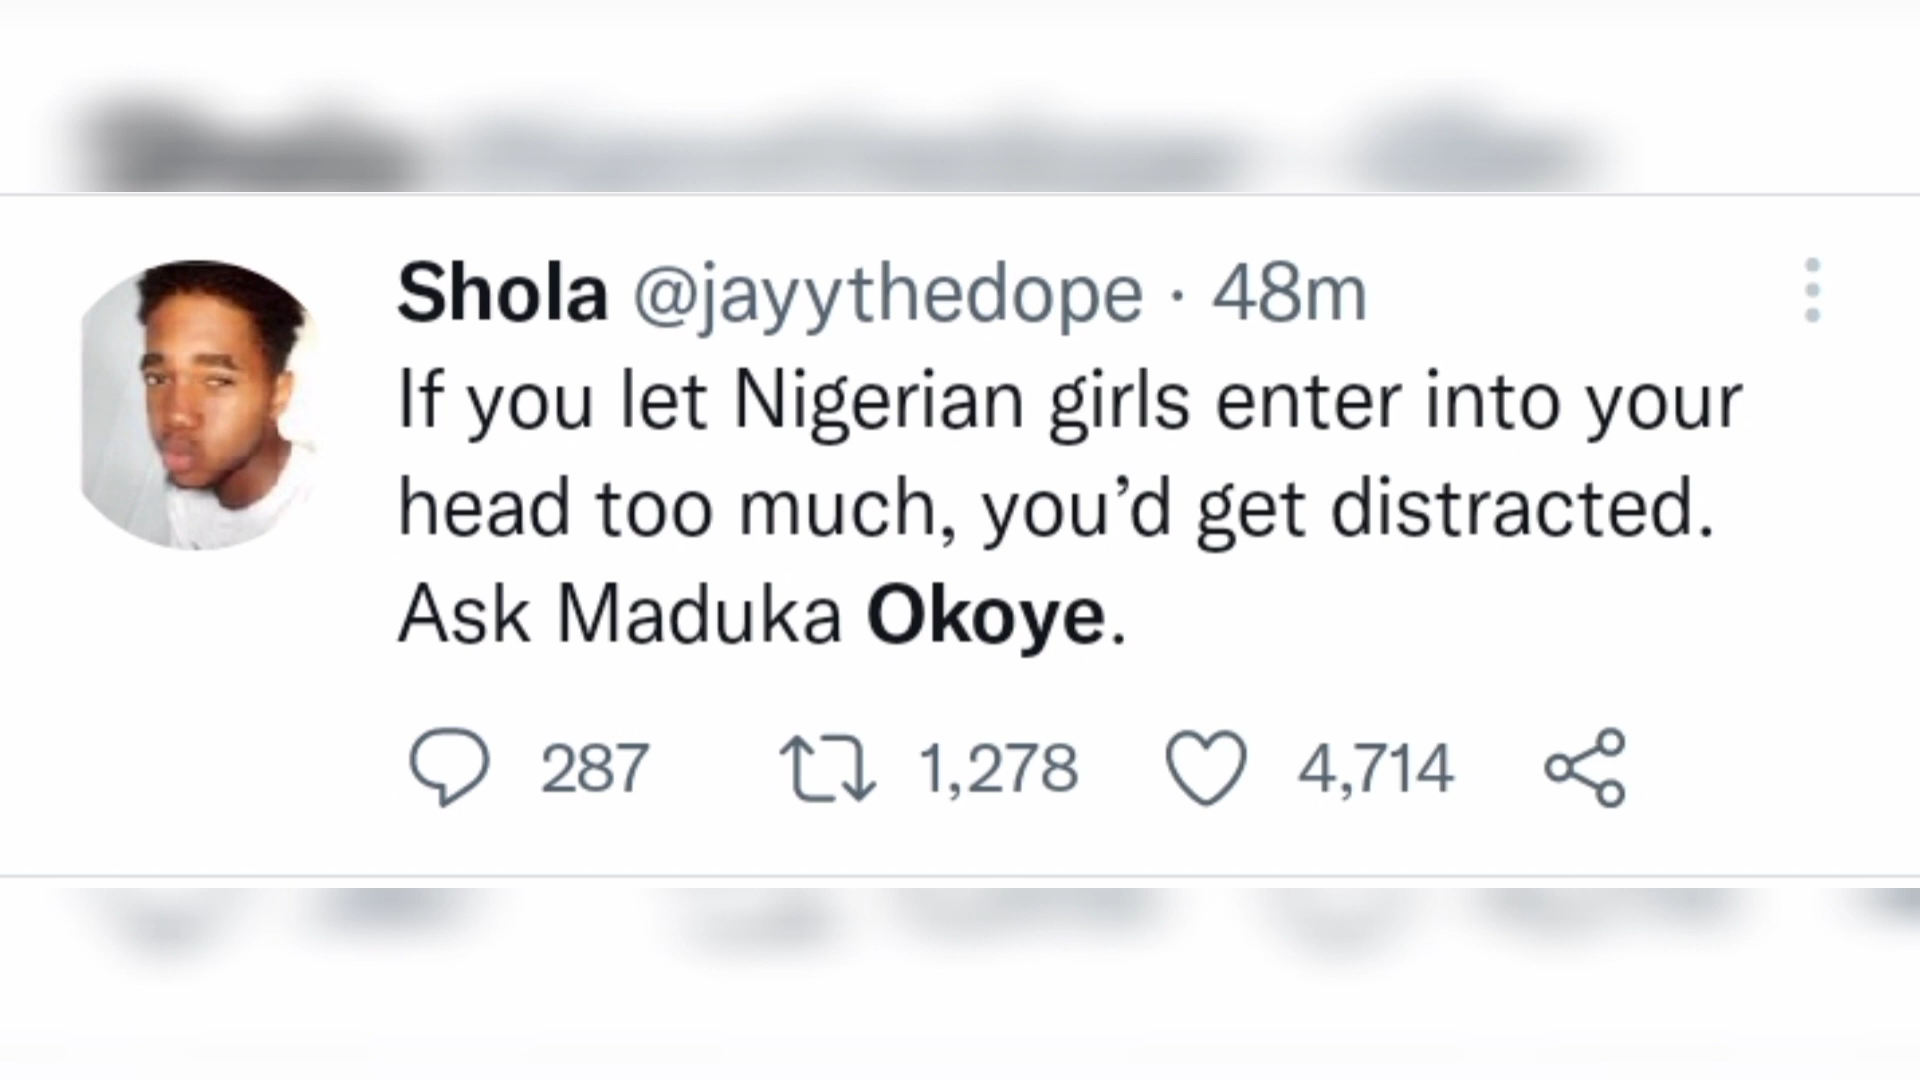 Shola @jayythedope · 48m
If you let Nigerian girls enter into your
head too much, you’d get distracted.
Ask Maduka Okoye.
287 1,278 4,714